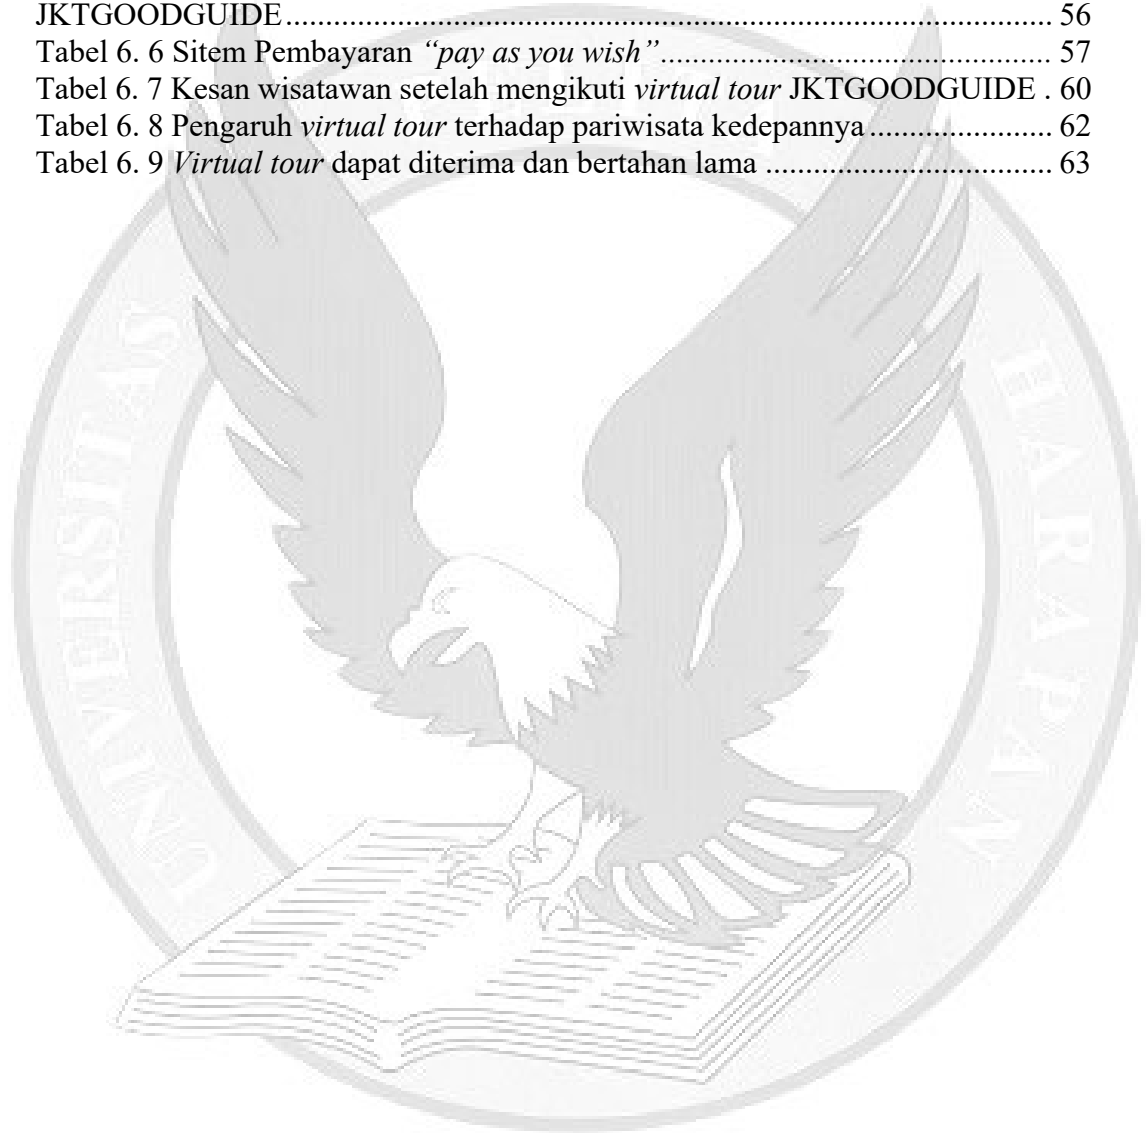 JKTGOODGUIDE.................................................................................................. 56
Tabel 6. 6 Sitem Pembayaran “pay as you wish”.................................................. 57
Tabel 6. 7 Kesan wisatawan setelah mengikuti virtual tour JKTGOODGUIDE . 60
Tabel 6. 8 Pengaruh virtual tour terhadap pariwisata kedepannya ....................... 62
Tabel 6. 9 Virtual tour dapat diterima dan bertahan lama .................................... 63
UNIVERSITAS
HARAPAN